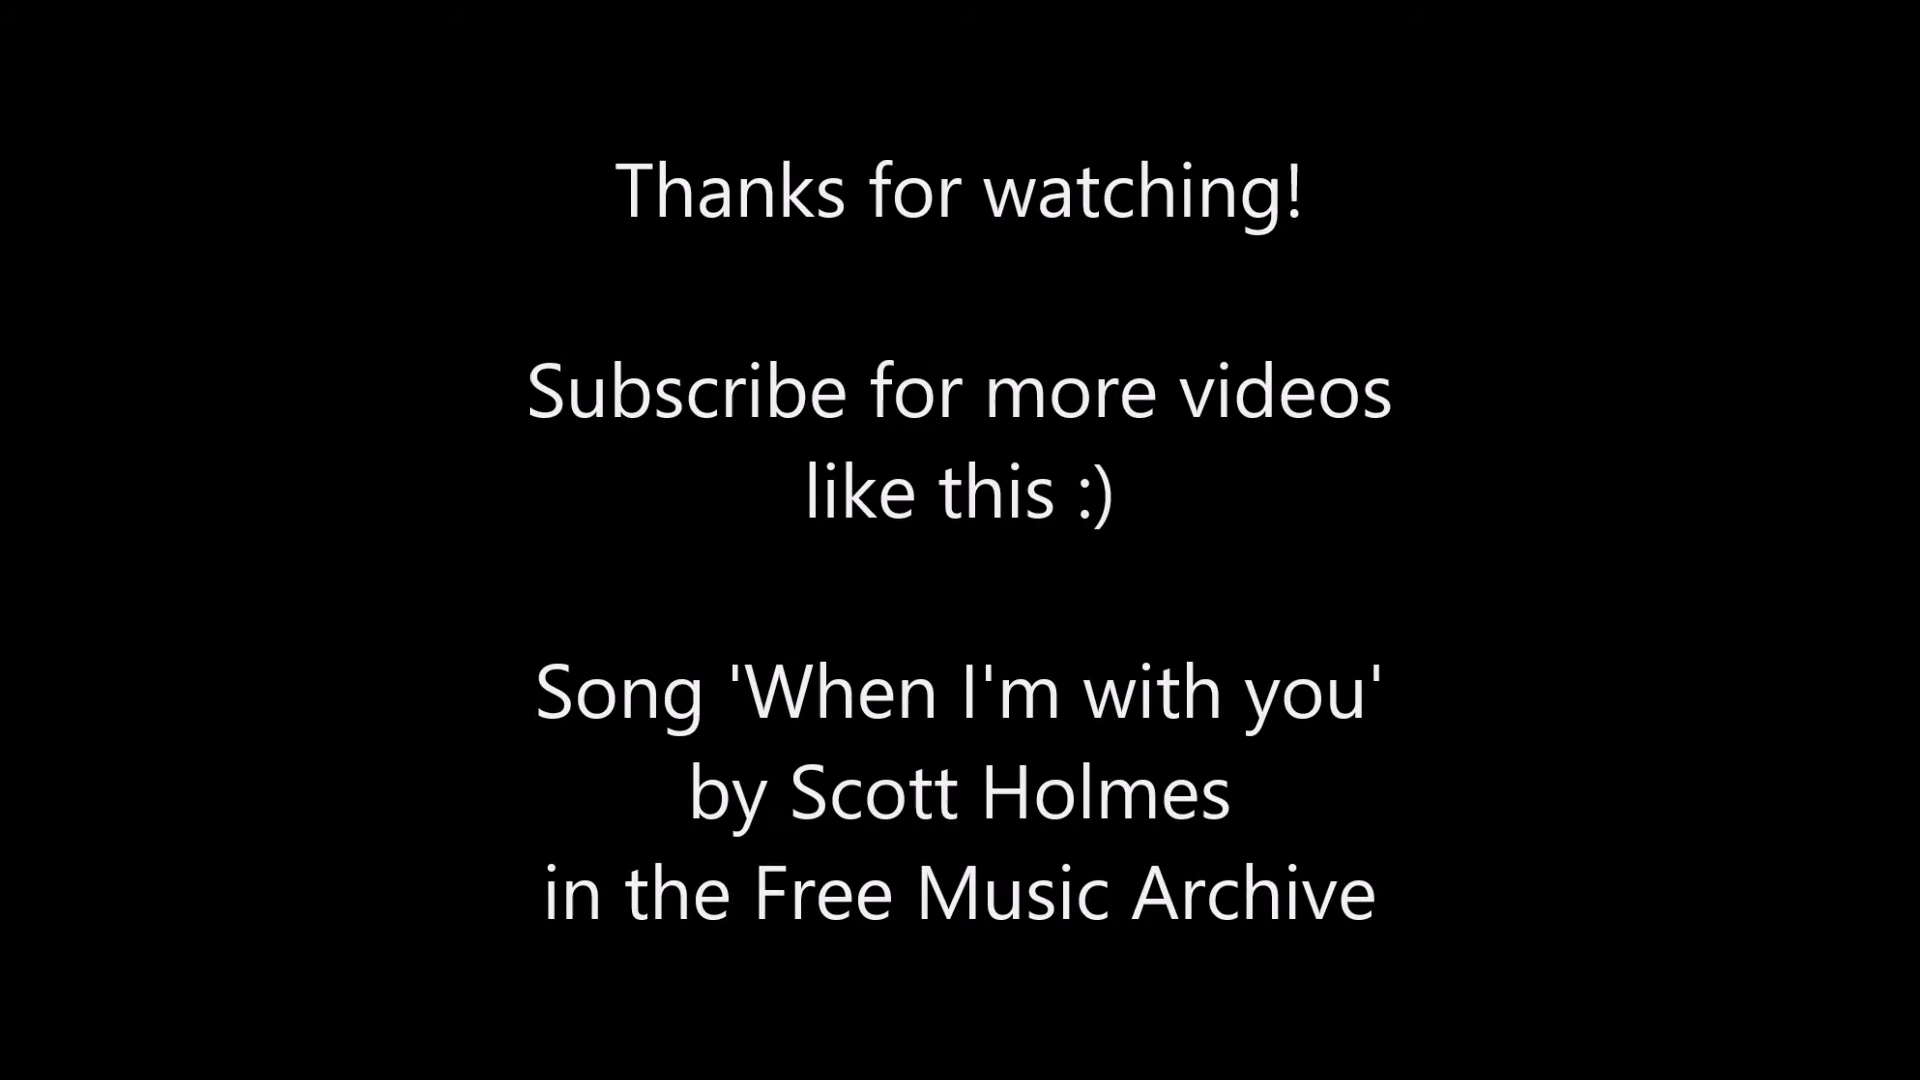 Thanks for watching!
Subscribe for more videos
like this :)
Song 'When I'm with you'
by Scott Holmes
in the Free Music Archive